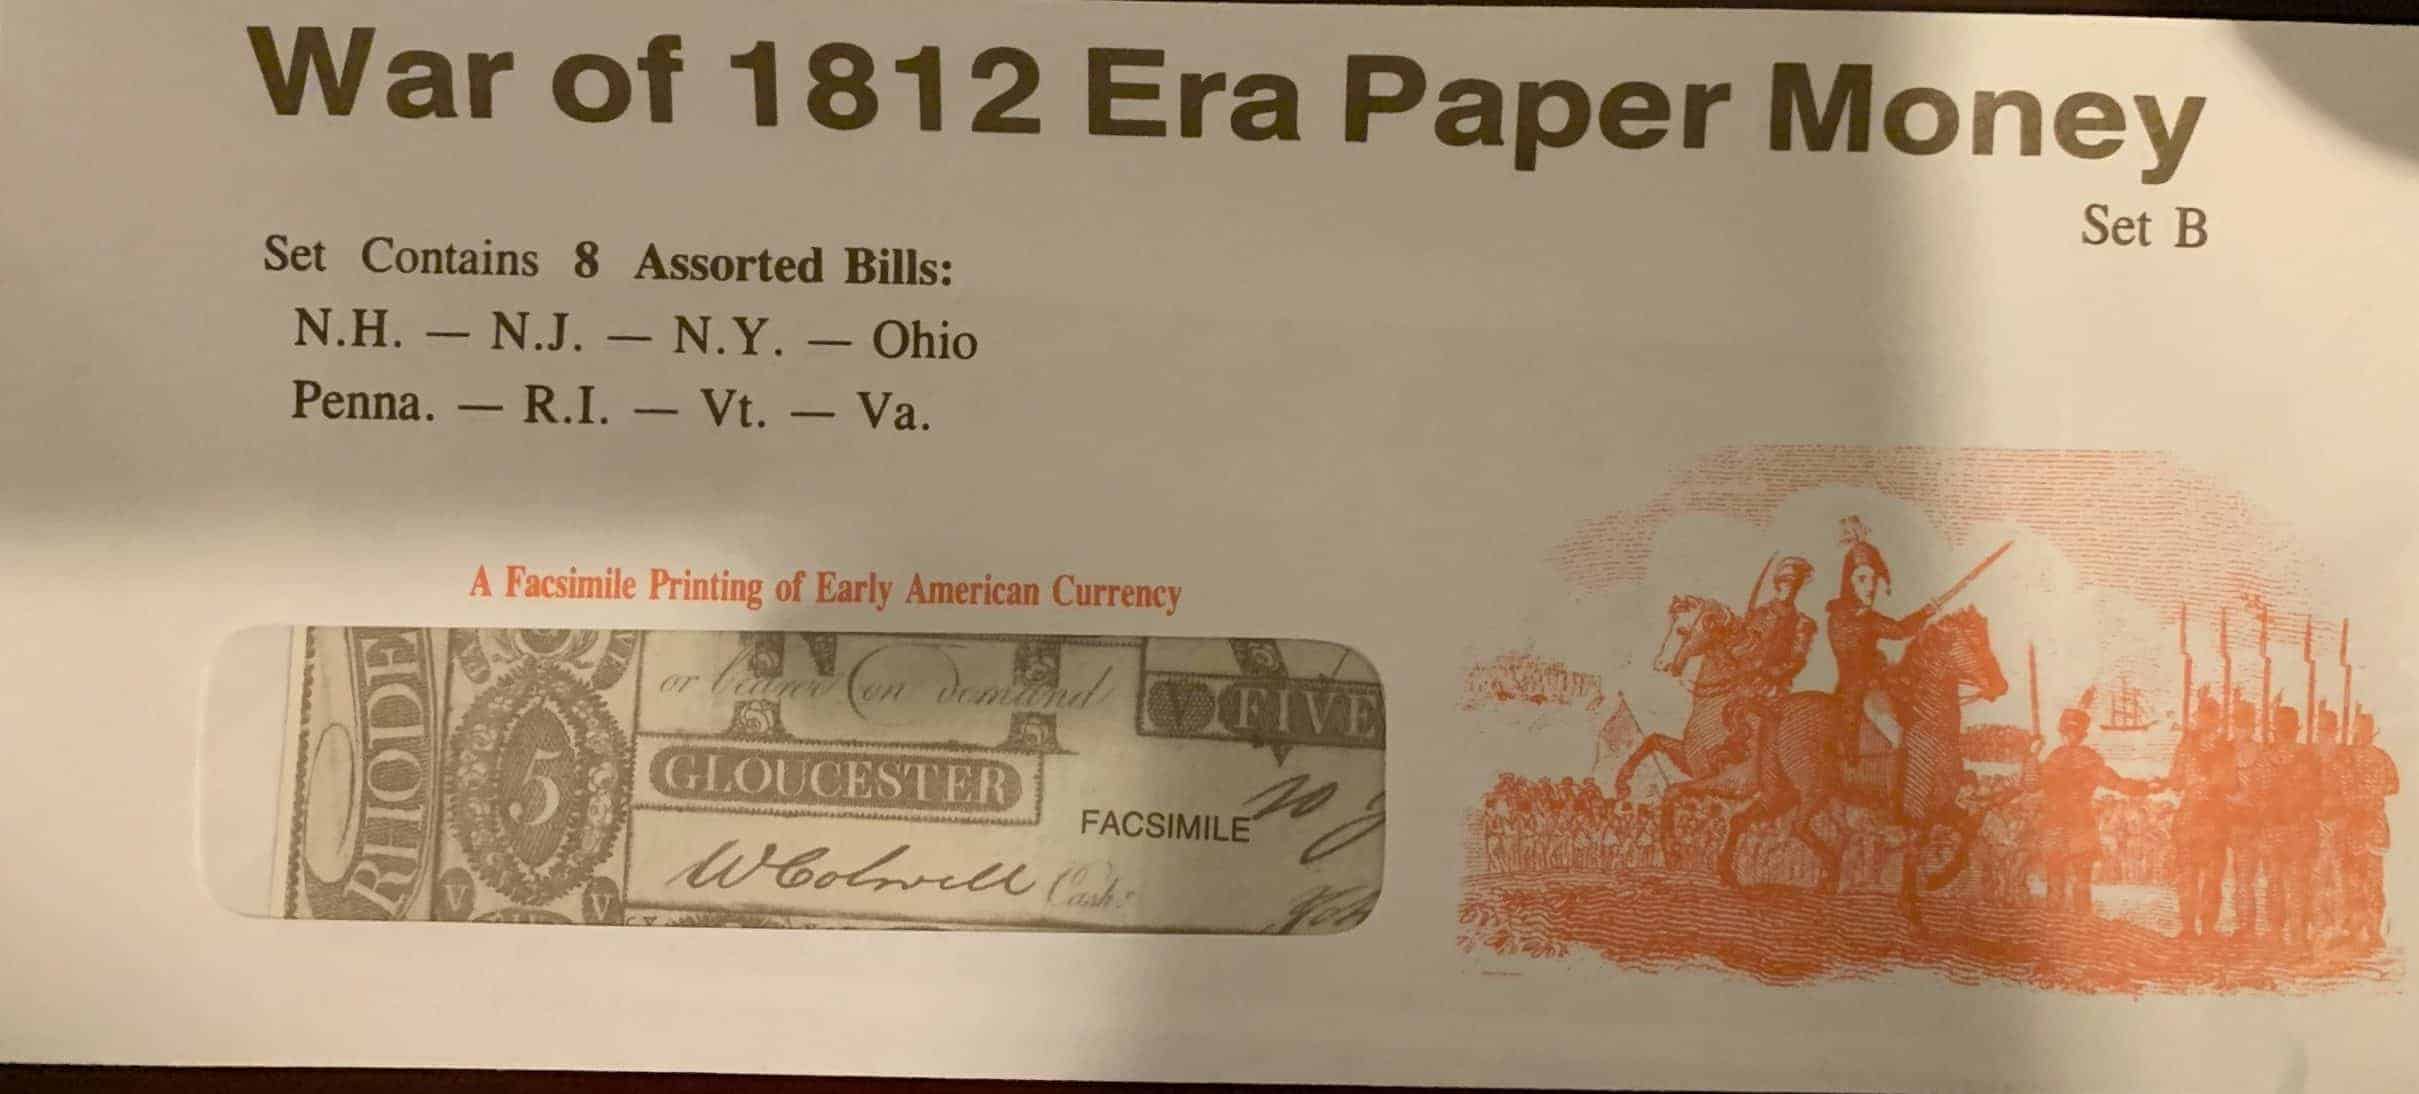 War of 1812 Era Paper Money
Set B
Set Contains 8 Assorted Bills:
N.H. — N.J. — N.Y. — Ohio
Penna. — R.I. — Vt. — Va.
A Facsimile Printing of Early American Currency
RHODE
5
or bearer on demand
V FIVE
GLOUCESTER
FACSIMILE
W Colwell Cash.
V V